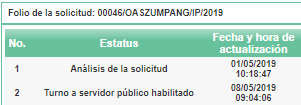 Folio de la solicitud: 00046/OASZUMPANG/IP/2019
No. Estatus Fecha y hora de actualización
1 Análisis de la solicitud 01/05/2019 10:18:47
2 Turno a servidor público habilitado 08/05/2019 09:04:06